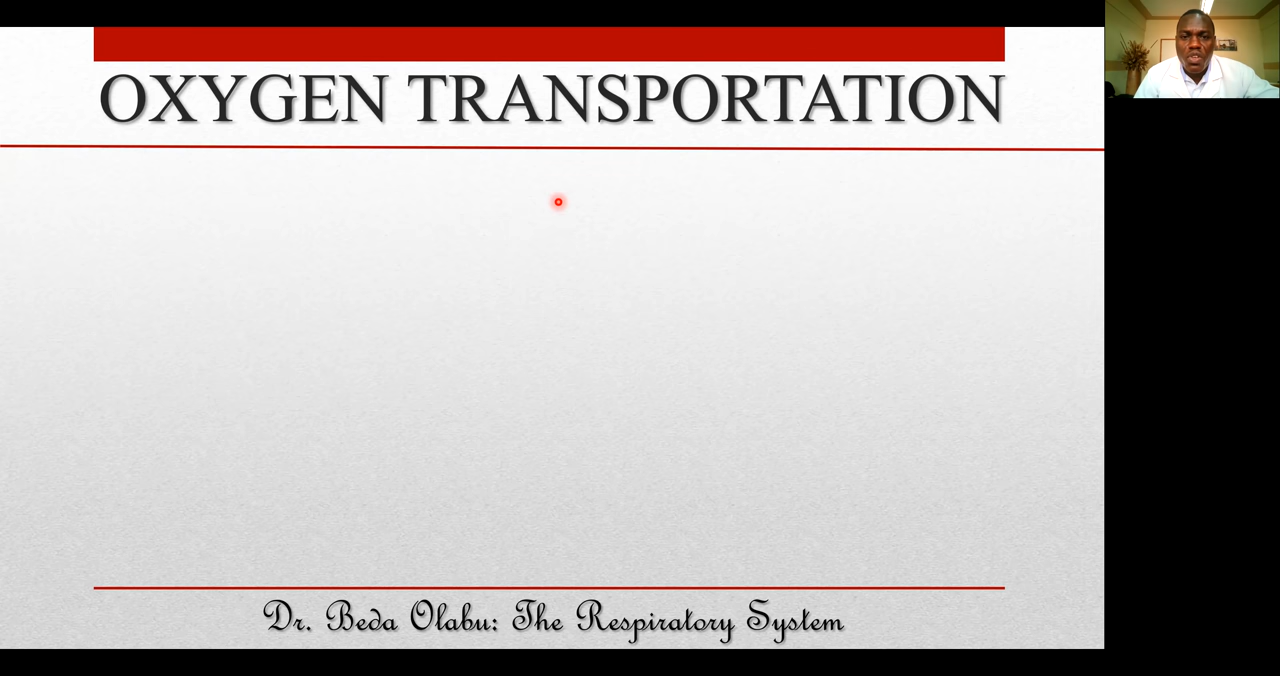 OXYGEN TRANSPORTATION
Dr. Beda Olabu: The Respiratory System